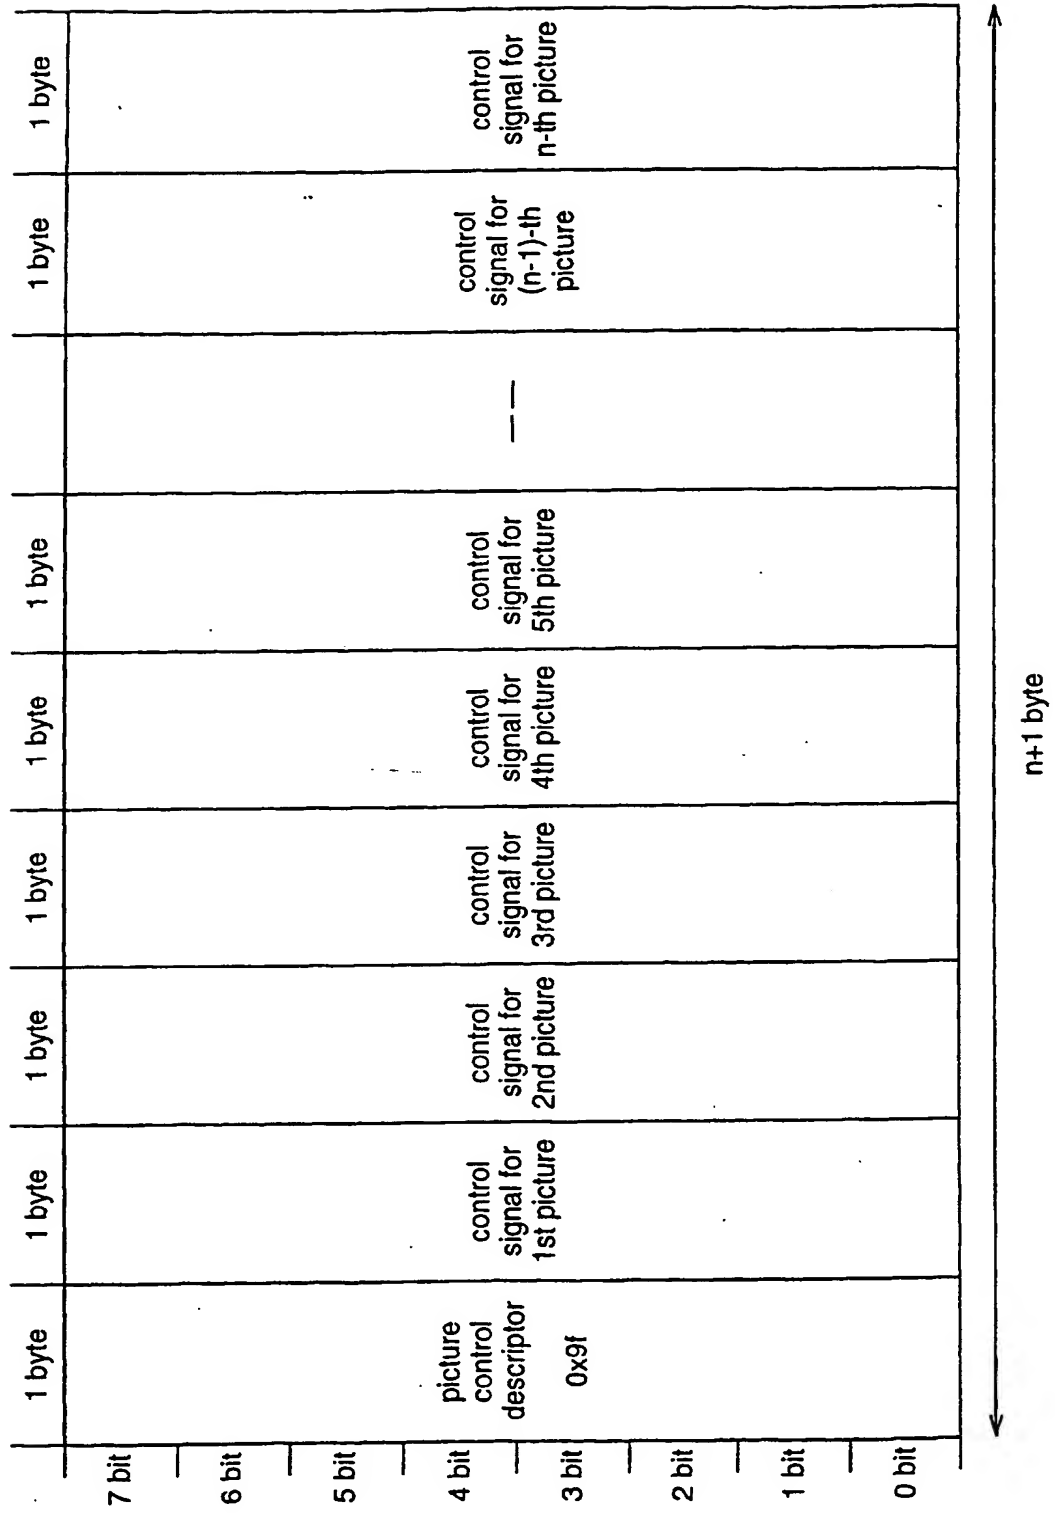 1 byte
1 byte
1 byte
1 byte
1 byte
1 byte
1 byte
1 byte
7 bit
6 bit
5 bit
4 bit
3 bit
2 bit
1 bit
0 bit
picture
control
descriptor
0x9f
control
signal for
1st picture
control
signal for
2nd picture
control
signal for
3rd picture
control
signal for
4th picture
control
signal for
5th picture
— —
control
signal for
(n-1)-th
picture
control
signal for
n-th picture
n+1 byte